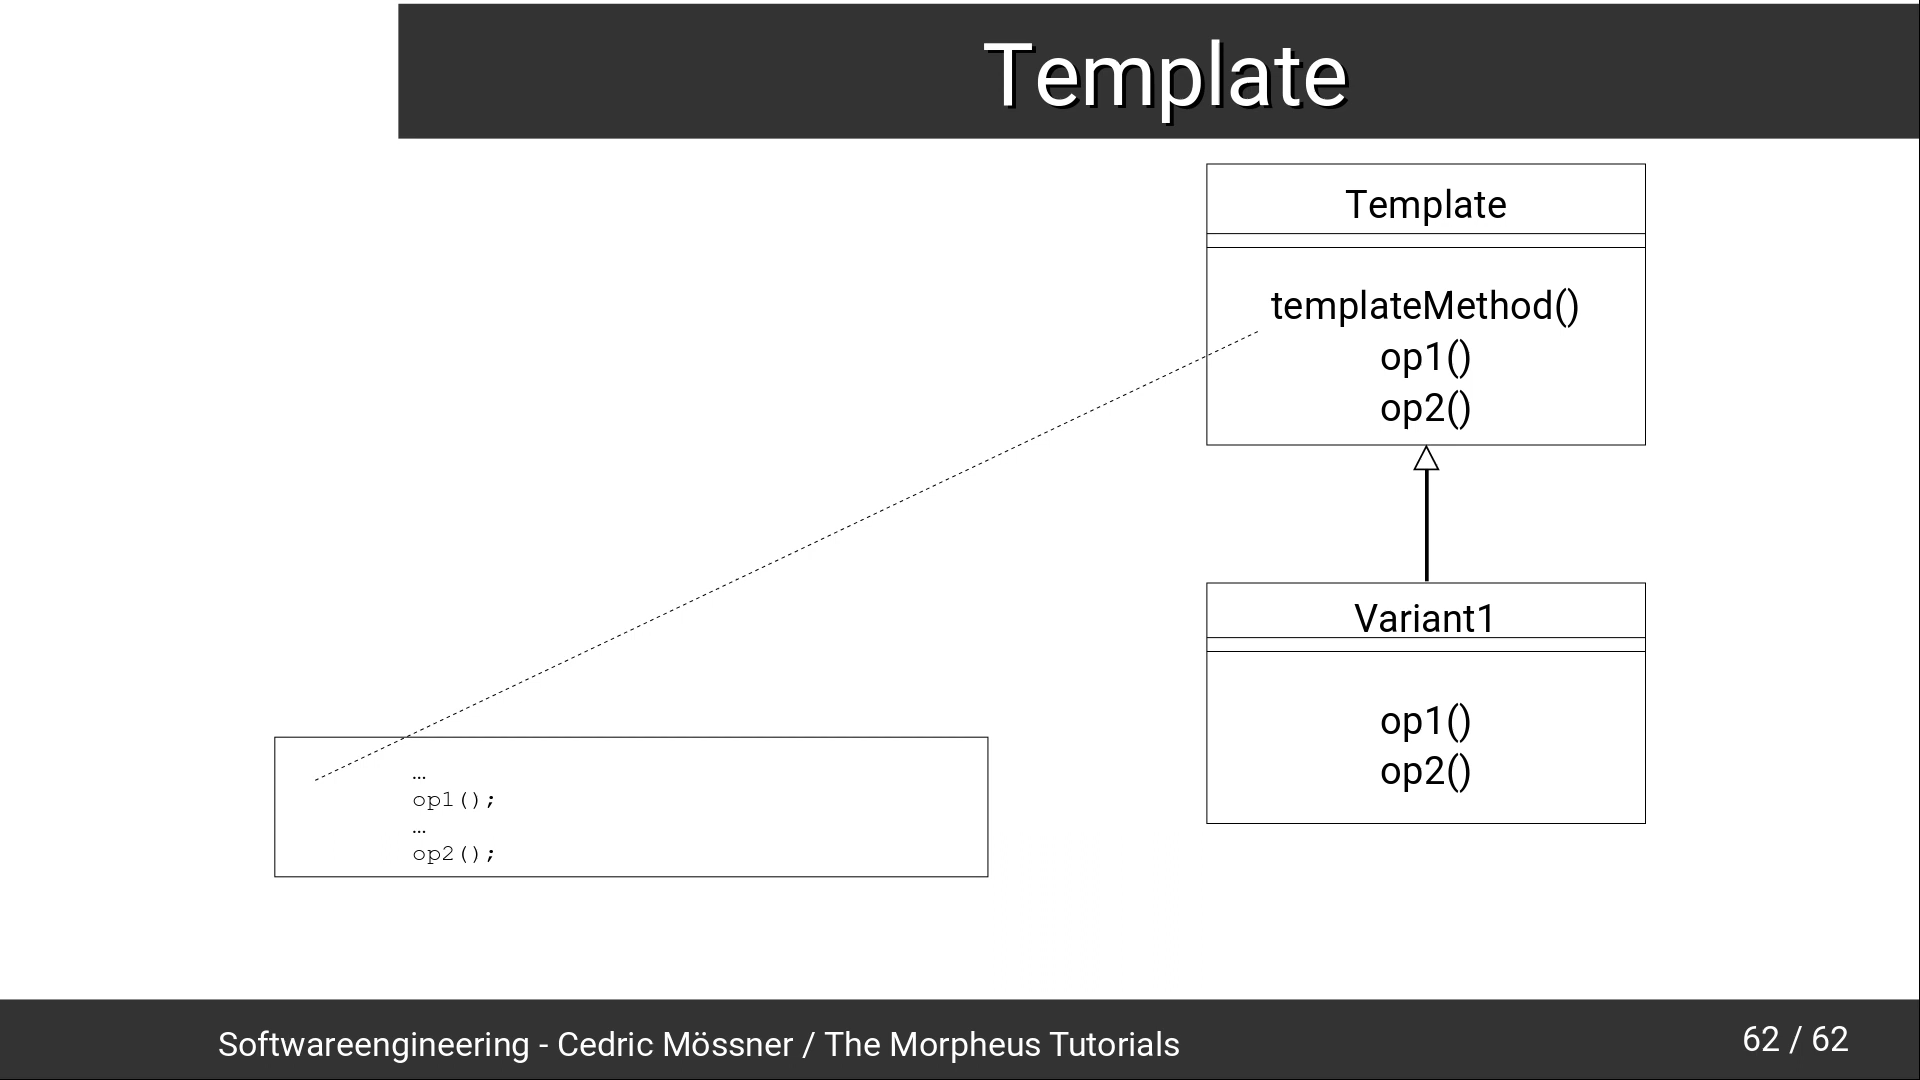 Template
Template
templateMethod()
op1()
op2()
Variant1
op1()
op2()
…
op1();
…
op2();
Softwareengineering - Cedric Mössner / The Morpheus Tutorials
62 / 62